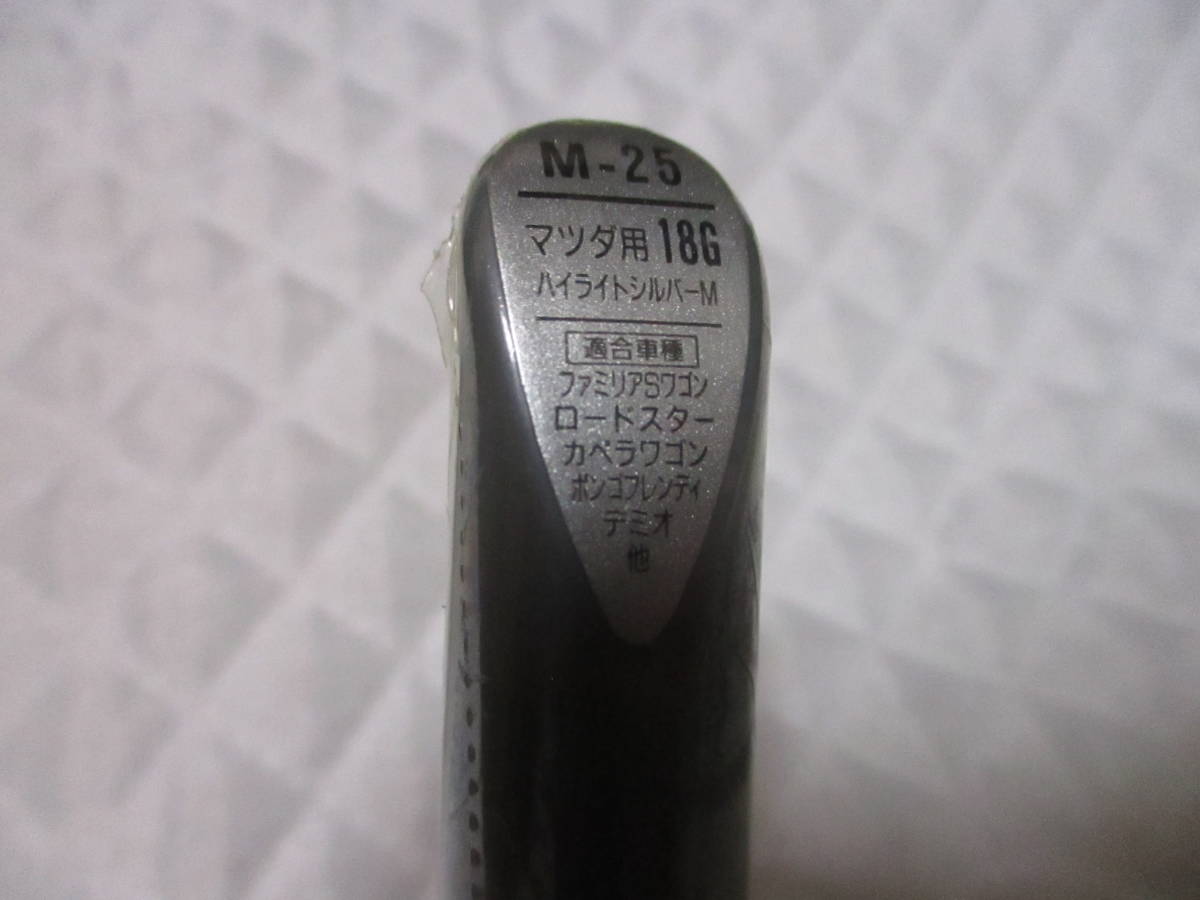 M-25
マツダ用 18G
ハイライトシルバーM
適合車種
ファミリアSワゴン
ロードスター
カペラワゴン
ボンゴフレンディ
デミオ
他